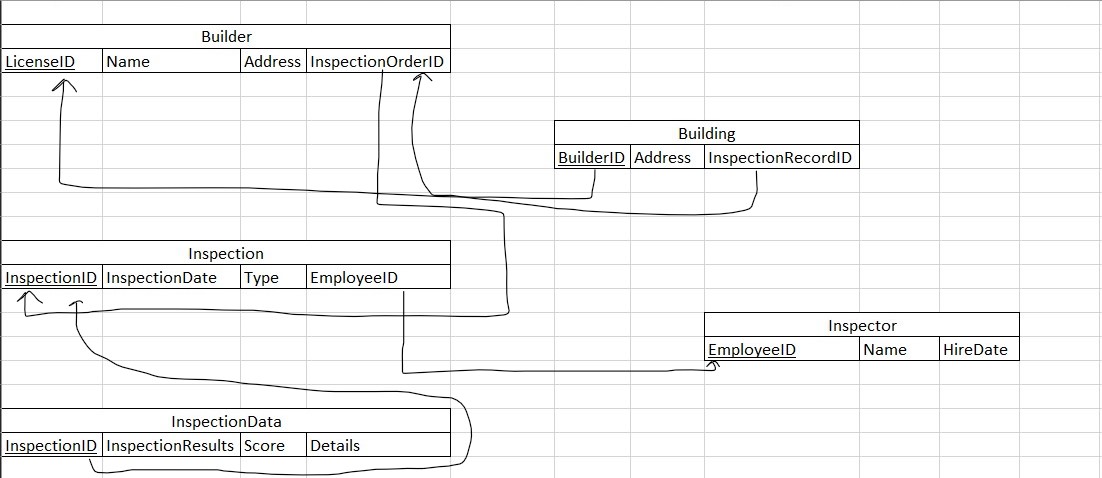 Builder
LicenseID Name Address InspectionOrderID
Building
BuilderID Address InspectionRecordID
Inspection
InspectionID InspectionDate Type EmployeeID
Inspector
EmployeeID Name HireDate
InspectionData
InspectionID InspectionResults Score Details